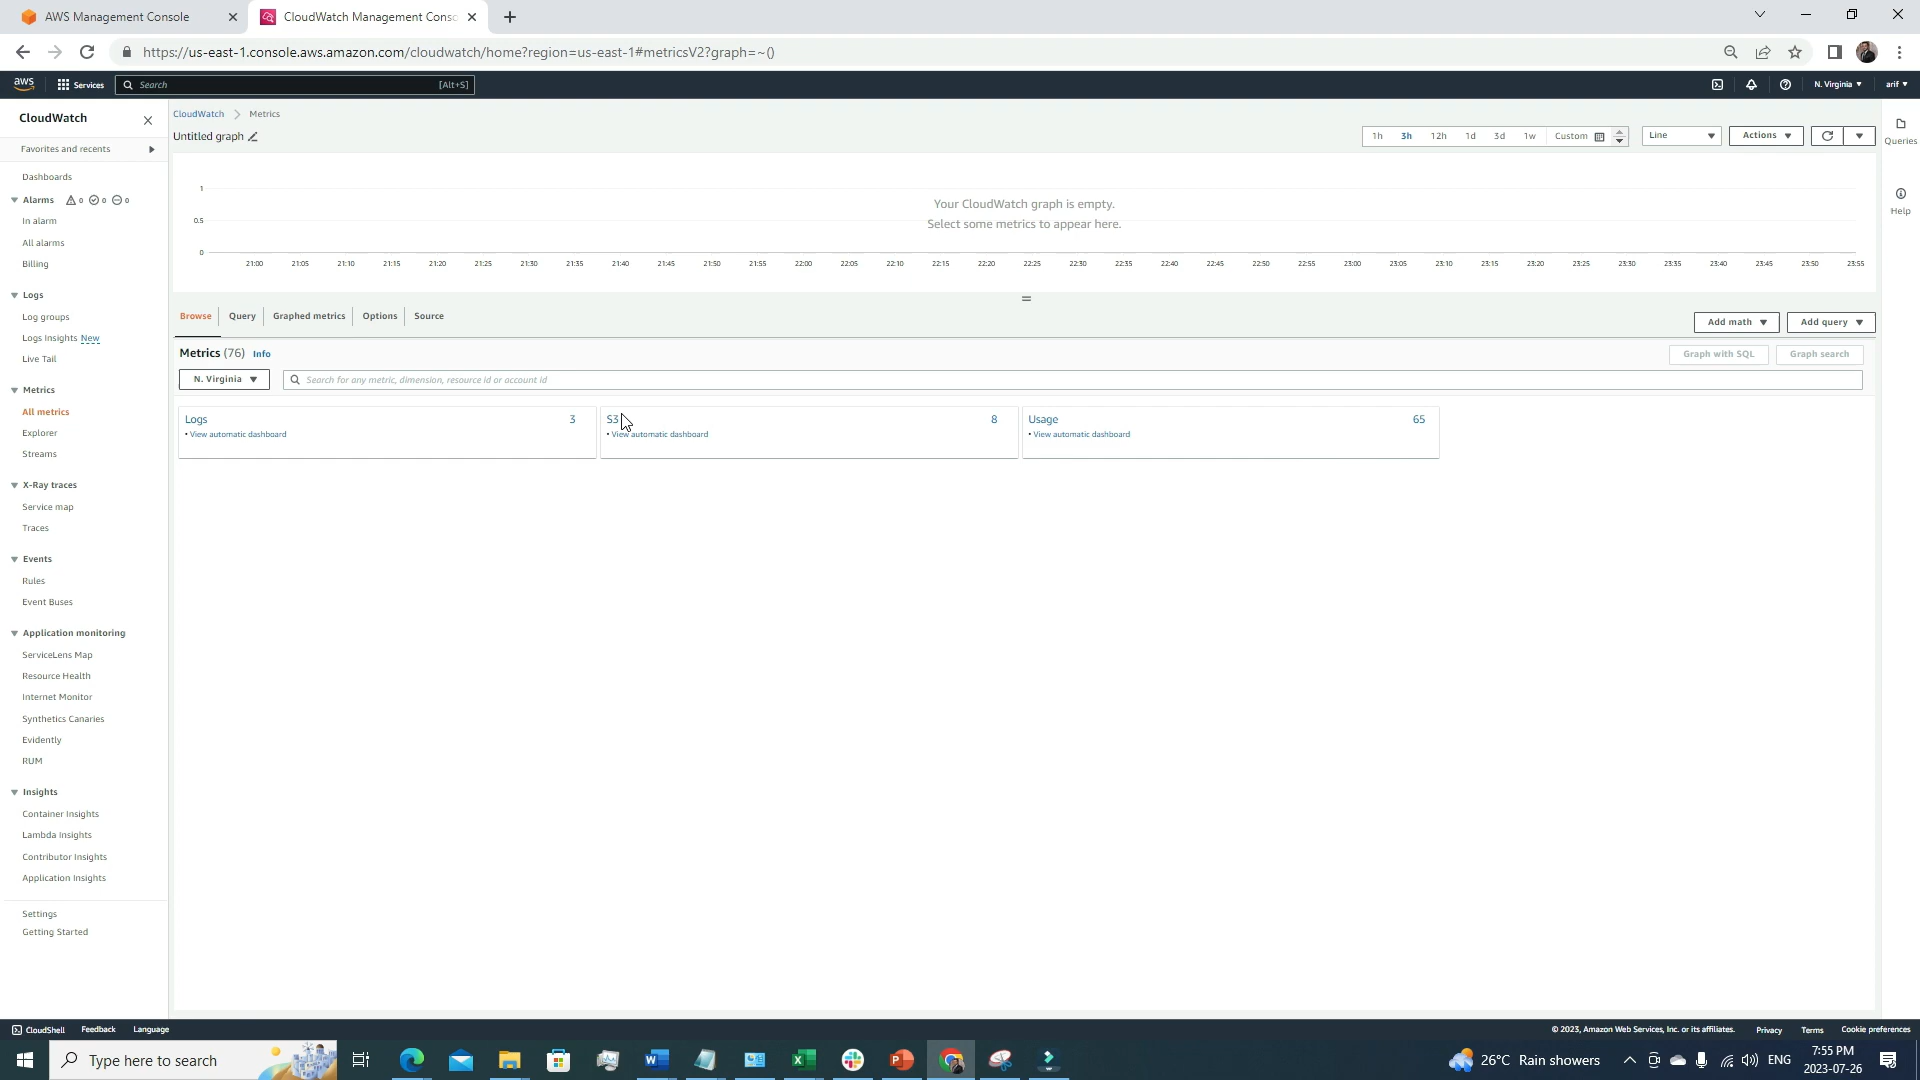 AWS Management Console
CloudWatch Management Conso
https://us-east-1.console.aws.amazon.com/cloudwatch/home?region=us-east-1#metricsV2?graph=~()
aws Services Search [Alt+S] N. Virginia arif
CloudWatch
Favorites and recents
Dashboards
Alarms 0 0 0
In alarm
All alarms
Billing
Logs
Log groups
Logs Insights New
Live Tail
Metrics
All metrics
Explorer
Streams
X-Ray traces
Service map
Traces
Events
Rules
Event Buses
Application monitoring
ServiceLens Map
Resource Health
Internet Monitor
Synthetics Canaries
Evidently
RUM
Insights
Container Insights
Lambda Insights
Contributor Insights
Application Insights
Settings
Getting Started
CloudWatch Metrics
Untitled graph
1h 3h 12h 1d 3d 1w Custom Line Actions
1
0.5
0
Your CloudWatch graph is empty.
Select some metrics to appear here.
21:00 21:05 21:10 21:15 21:20 21:25 21:30 21:35 21:40 21:45 21:50 21:55 22:00 22:05 22:10 22:15 22:20 22:25 22:30 22:35 22:40 22:45 22:50 22:55 23:00 23:05 23:10 23:15 23:20 23:25 23:30 23:35 23:40 23:45 23:50 23:55
Browse Query Graphed metrics Options Source
Add math Add query
Metrics (76) Info
Graph with SQL Graph search
N. Virginia Search for any metric, dimension, resource id or account id
Logs 3
• View automatic dashboard
S3 8
• View automatic dashboard
Usage 65
• View automatic dashboard
Queries
Help
CloudShell Feedback Language
© 2023, Amazon Web Services, Inc. or its affiliates. Privacy Terms Cookie preferences
Type here to search
26°C Rain showers
ENG
7:55 PM
2023-07-26